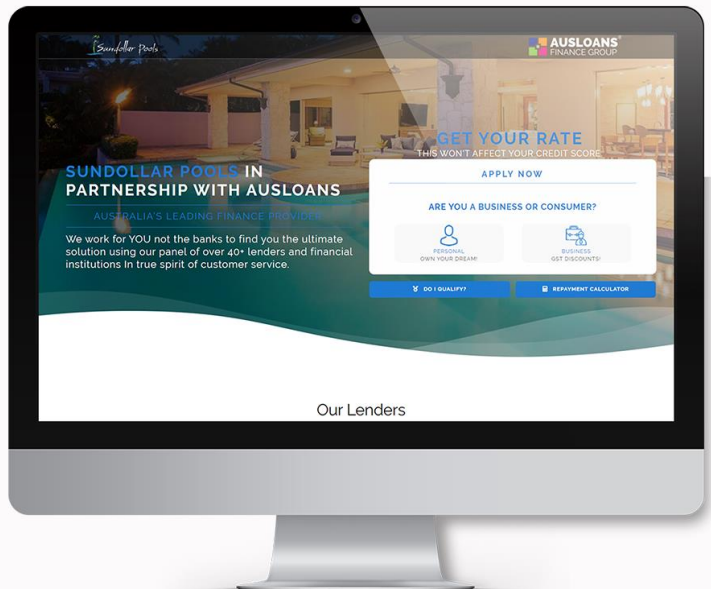 Sundollar Pools
AUSLOANS®
FINANCE GROUP
SUNDOLLAR POOLS IN
PARTNERSHIP WITH AUSLOANS
AUSTRALIA'S LEADING FINANCE PROVIDER
We work for YOU not the banks to find you the ultimate
solution using our panel of over 40+ lenders and financial
institutions In true spirit of customer service.
GET YOUR RATE
THIS WON'T AFFECT YOUR CREDIT SCORE
APPLY NOW
ARE YOU A BUSINESS OR CONSUMER?
PERSONAL
OWN YOUR DREAM!
BUSINESS
GST DISCOUNTS!
DO I QUALIFY?
REPAYMENT CALCULATOR
Our Lenders